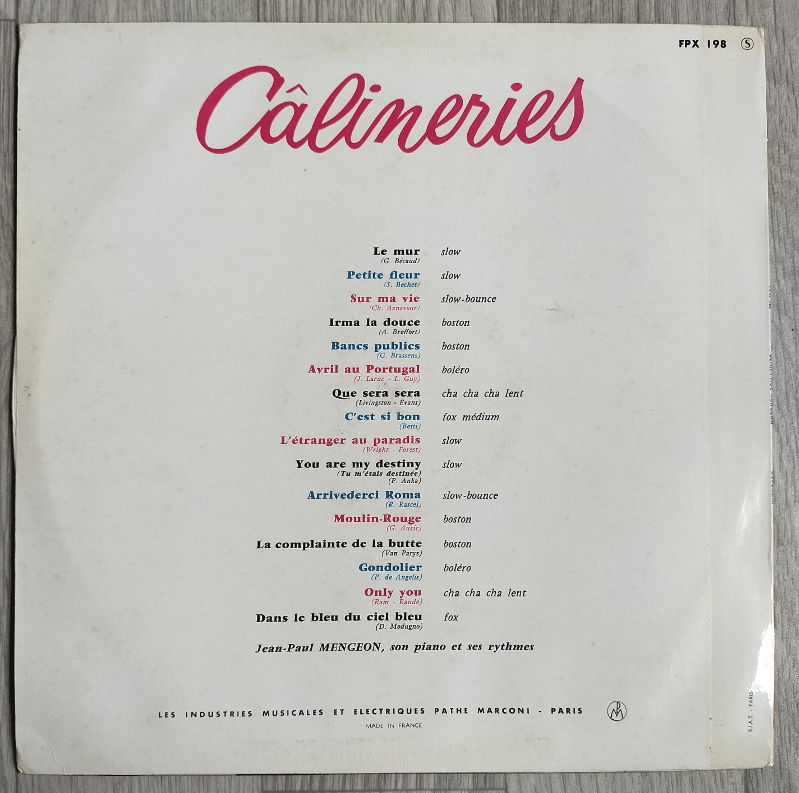 FPX 198 Ⓢ
Câlineries
Le mur slow
(G. Bécaud)
Petite fleur slow
(S. Bechet)
Sur ma vie slow-bounce
(Ch. Aznavour)
Irma la douce boston
(A. Breffort)
Bancs publics boston
(G. Brassens)
Avril au Portugal boléro
(J. Larue - L. Guy)
Que sera sera cha cha cha lent
(Livingston - Evans)
C'est si bon fox médium
(Betti)
L'étranger au paradis slow
(Wright - Forest)
You are my destiny slow
(Tu m'étais destinée)
(P. Anka)
Arrivederci Roma slow-bounce
(R. Rascel)
Moulin-Rouge boston
(G. Auric)
La complainte de la butte boston
(Van Parys)
Gondolier boléro
(P. de Angelis)
Only you cha cha cha lent
(Ram - Rande)
Dans le bleu du ciel bleu fox
(D. Modugno)
Jean-Paul MENGEON, son piano et ses rythmes
LES INDUSTRIES MUSICALES ET ELECTRIQUES PATHE MARCONI - PARIS
MADE IN FRANCE
S.I.A.T. - PARIS